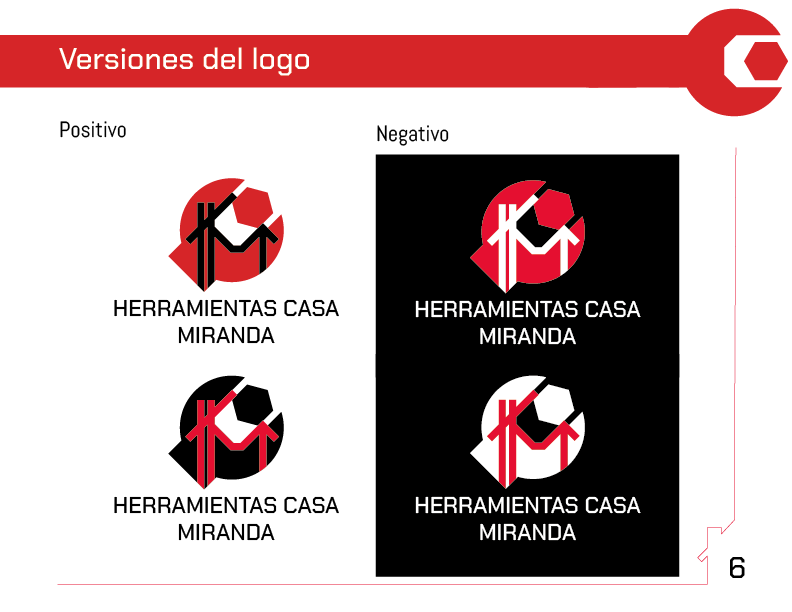 Versiones del logo
Positivo
Negativo
HERRAMIENTAS CASA
MIRANDA
HERRAMIENTAS CASA
MIRANDA
HERRAMIENTAS CASA
MIRANDA
HERRAMIENTAS CASA
MIRANDA
6